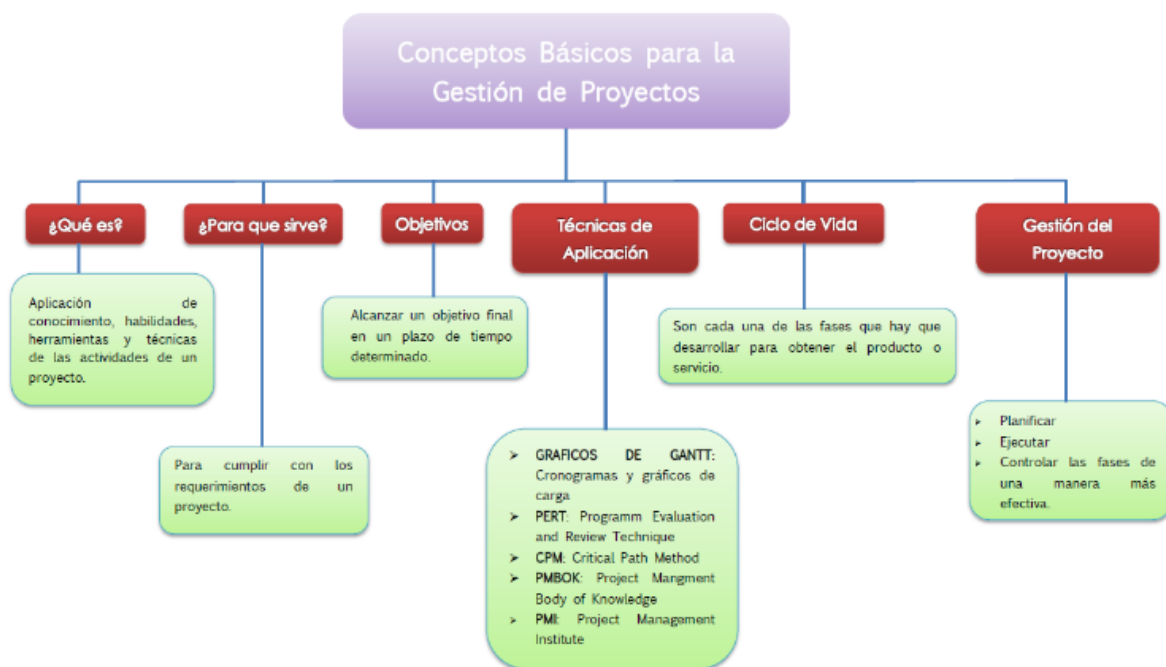 Conceptos Básicos para la
Gestión de Proyectos
¿Qué es?
Aplicación de
conocimiento, habilidades,
herramientas y técnicas
de las actividades de un
proyecto.
¿Para que sirve?
Para cumplir con los
requerimientos de un
proyecto.
Objetivos
Alcanzar un objetivo final
en un plazo de tiempo
determinado.
Técnicas de
Aplicación
➢ GRAFICOS DE GANTT:
Cronogramas y gráficos de
carga
➢ PERT: Programm Evaluation
and Review Technique
➢ CPM: Critical Path Method
➢ PMBOK: Project Mangment
Body of Knowledge
➢ PMI: Project Management
Institute
Ciclo de Vida
Son cada una de las fases que hay que
desarrollar para obtener el producto o
servicio.
Gestión del
Proyecto
➢ Planificar
➢ Ejecutar
➢ Controlar las fases de
una manera más
efectiva.